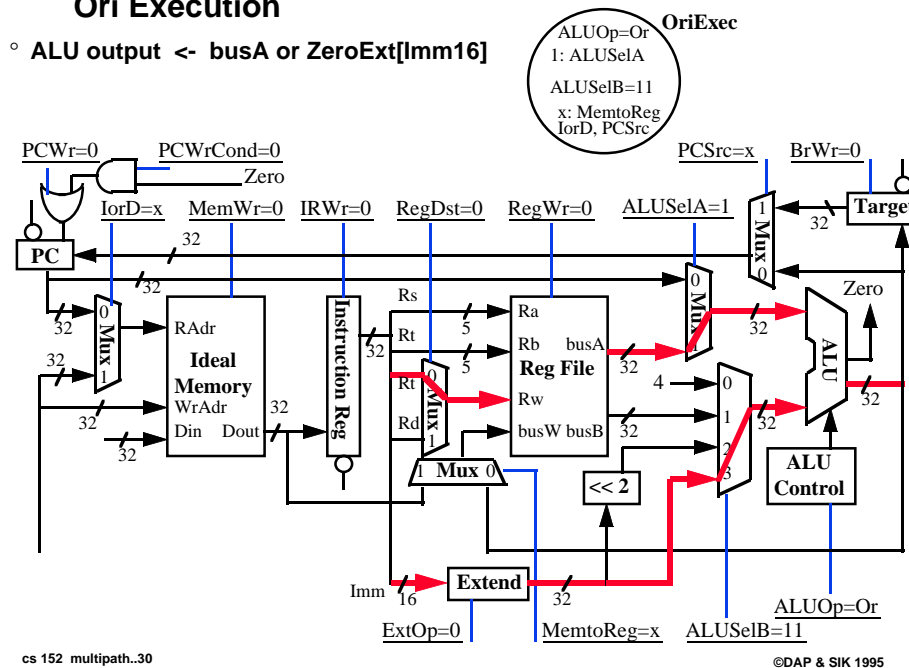 Ori Execution
° ALU output <- busA or ZeroExt[Imm16]
OriExec
ALUOp=Or
1: ALUSelA
ALUSelB=11
x: MemtoReg
IorD, PCSrc
PCWr=0
PCWrCond=0
PCSrc=x
BrWr=0
Zero
IorD=x
MemWr=0
IRWr=0
RegDst=0
RegWr=0
ALUSelA=1
1
Mux
0
32
Target
32
PC
32
0
Mux
1
32
Rs
Ra
5
Rt
Rb
5
busA
32
Reg File
Rt
0
Mux
1
Rw
Rd
busW
busB
32
32
0
Mux
1
32
RAdr
Ideal
Memory
WrAdr
32
Din
32
Dout
32
Instruction Reg
32
1 Mux 0
4
0
1
2
3
32
<< 2
32
Zero
ALU
32
ALU
Control
Imm
16
Extend
32
ExtOp=0
MemtoReg=x
ALUSelB=11
ALUOp=Or
cs 152 multipath..30
©DAP & SIK 1995